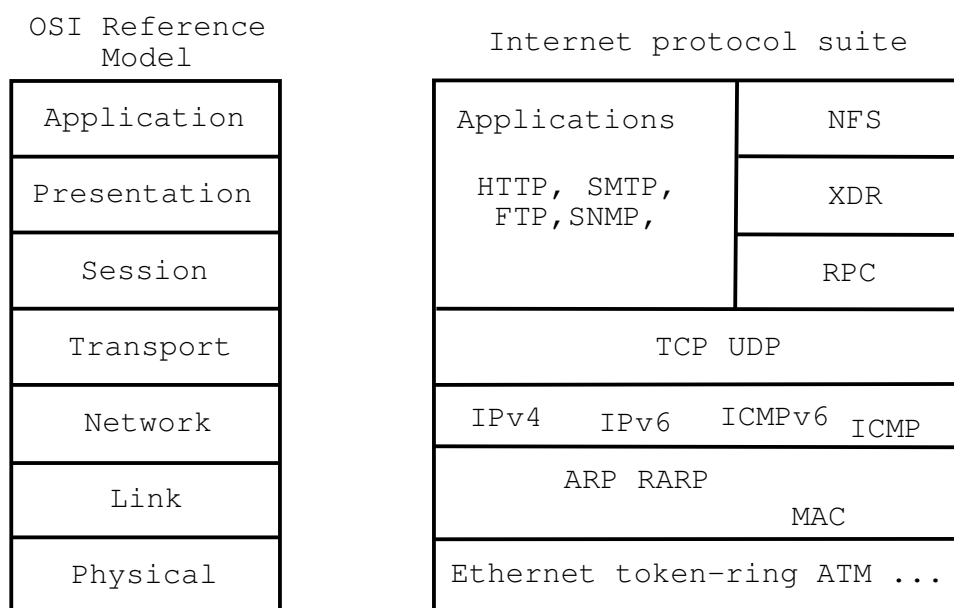 OSI Reference
Model
Application
Presentation
Session
Transport
Network
Link
Physical
Internet protocol suite
Applications
HTTP, SMTP,
FTP,SNMP,
NFS
XDR
RPC
TCP UDP
IPv4 IPv6 ICMPv6 ICMP
ARP RARP
MAC
Ethernet token-ring ATM ...